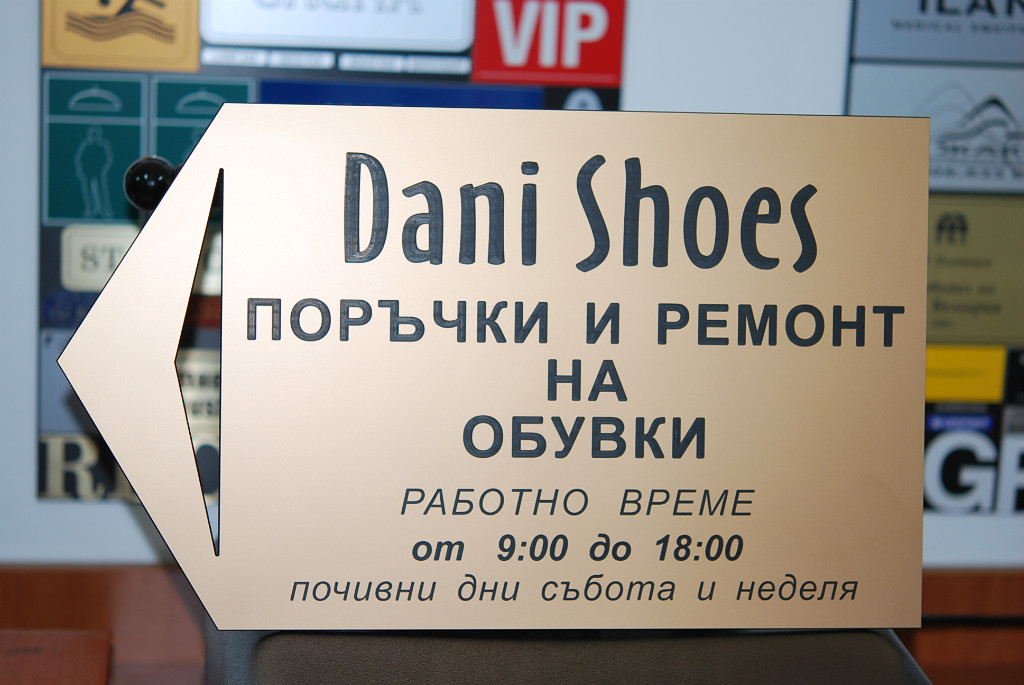 VIP
Dani Shoes
ПОРЪЧКИ И РЕМОНТ
НА
ОБУВКИ
РАБОТНО ВРЕМЕ
от 9:00 до 18:00
почивни дни събота и неделя